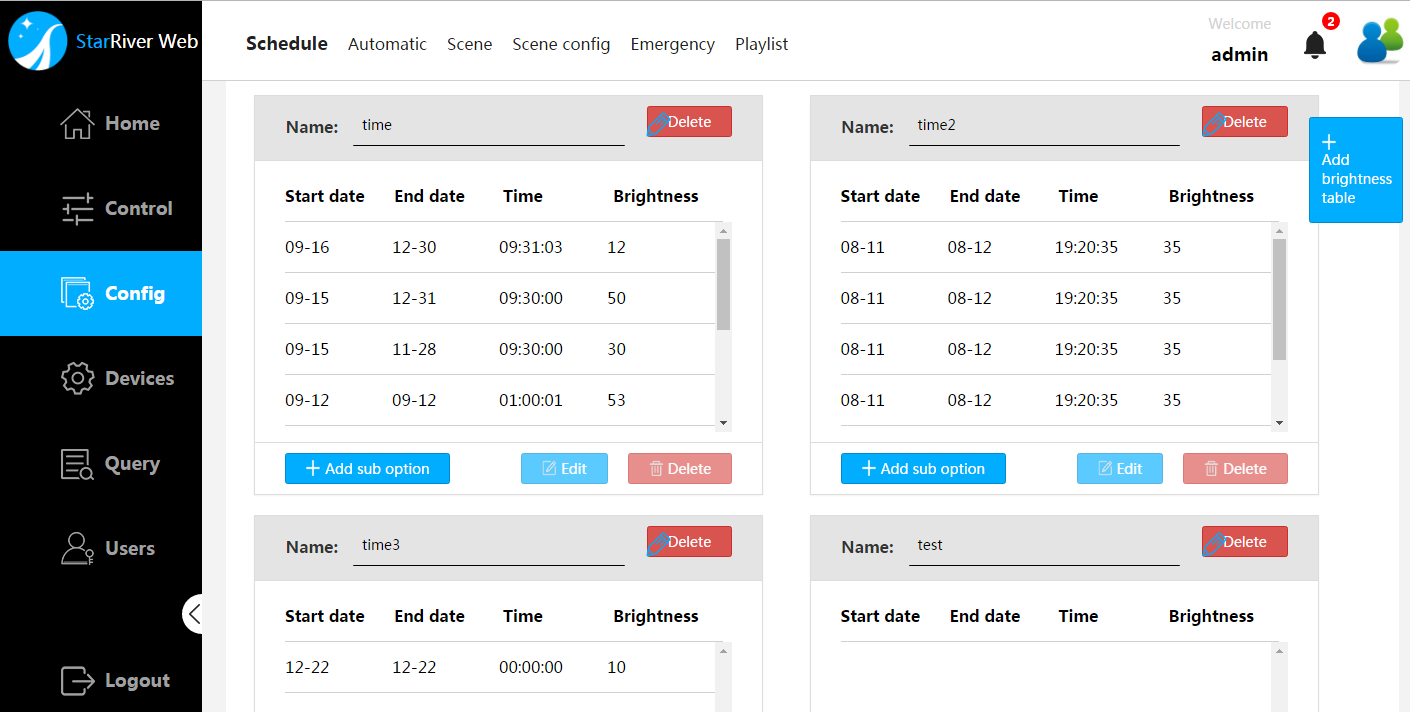 StarRiver Web
Schedule Automatic Scene Scene config Emergency Playlist
Welcome
admin
2
Home
Control
Config
Devices
Query
Users
Logout
Name: time Delete
Start date End date Time Brightness
09-16 12-30 09:31:03 12
09-15 12-31 09:30:00 50
09-15 11-28 09:30:00 30
09-12 09-12 01:00:01 53
+ Add sub option Edit Delete
Name: time2 Delete
Start date End date Time Brightness
08-11 08-12 19:20:35 35
08-11 08-12 19:20:35 35
08-11 08-12 19:20:35 35
08-11 08-12 19:20:35 35
+ Add sub option Edit Delete
+
Add
brightness
table
Name: time3 Delete
Start date End date Time Brightness
12-22 12-22 00:00:00 10
Name: test Delete
Start date End date Time Brightness